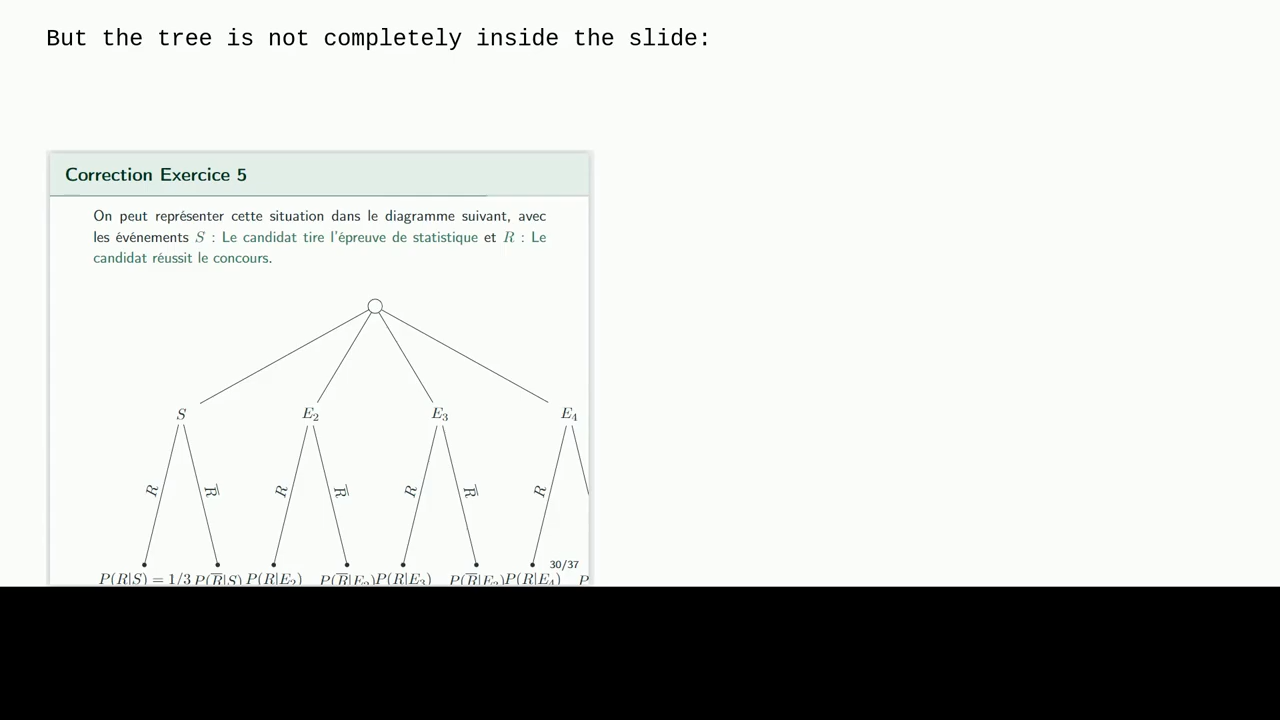 But the tree is not completely inside the slide:
Correction Exercice 5
On peut représenter cette situation dans le diagramme suivant, avec
les événements S : Le candidat tire l'épreuve de statistique et R : Le
candidat réussit le concours.
S E₂ E₃ E₄
R R̅ R R̅ R R̅ R
30/37
P(R|S) = 1/3 P(R̅|S) P(R|E₂) P(R̅|E₂) P(R|E₃) P(R̅|E₃) P(R|E₄) P